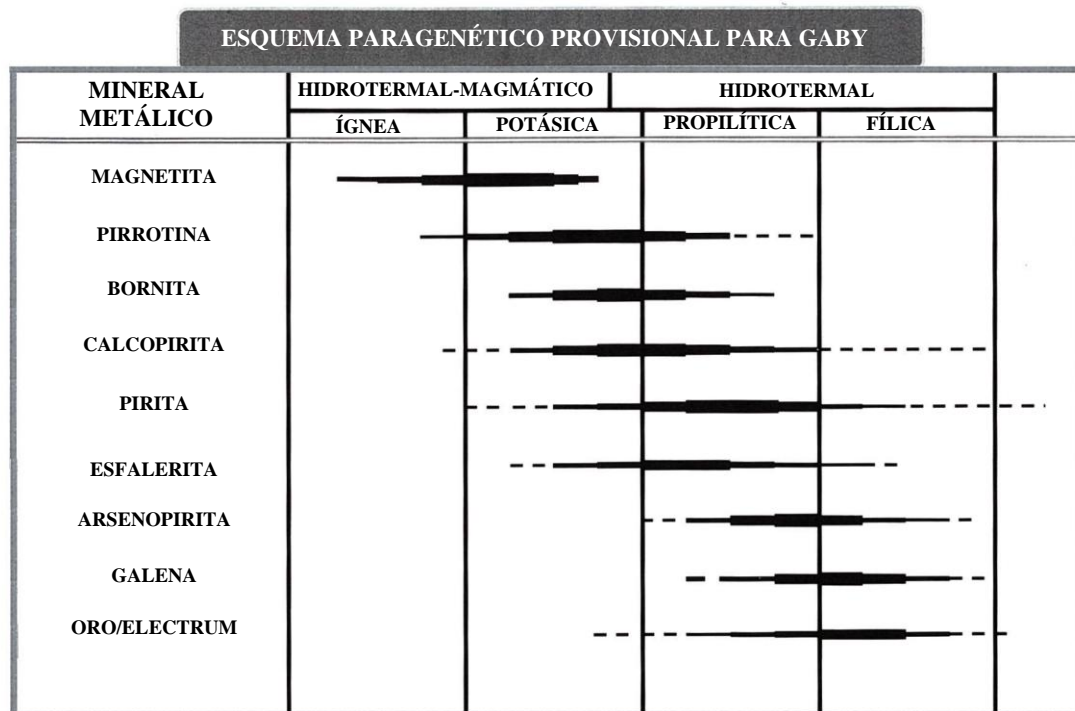 ESQUEMA PARAGENÉTICO PROVISIONAL PARA GABY
MINERAL
METÁLICO
HIDROTERMAL-MAGMÁTICO
HIDROTERMAL
ÍGNEA
POTÁSICA
PROPILÍTICA
FÍLICA
MAGNETITA
PIRROTINA
BORNITA
CALCOPIRITA
PIRITA
ESFALERITA
ARSENOPIRITA
GALENA
ORO/ELECTRUM